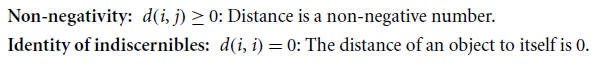 Non-negativity: d(i, j) ≥ 0: Distance is a non-negative number.
Identity of indiscernibles: d(i, i) = 0: The distance of an object to itself is 0.